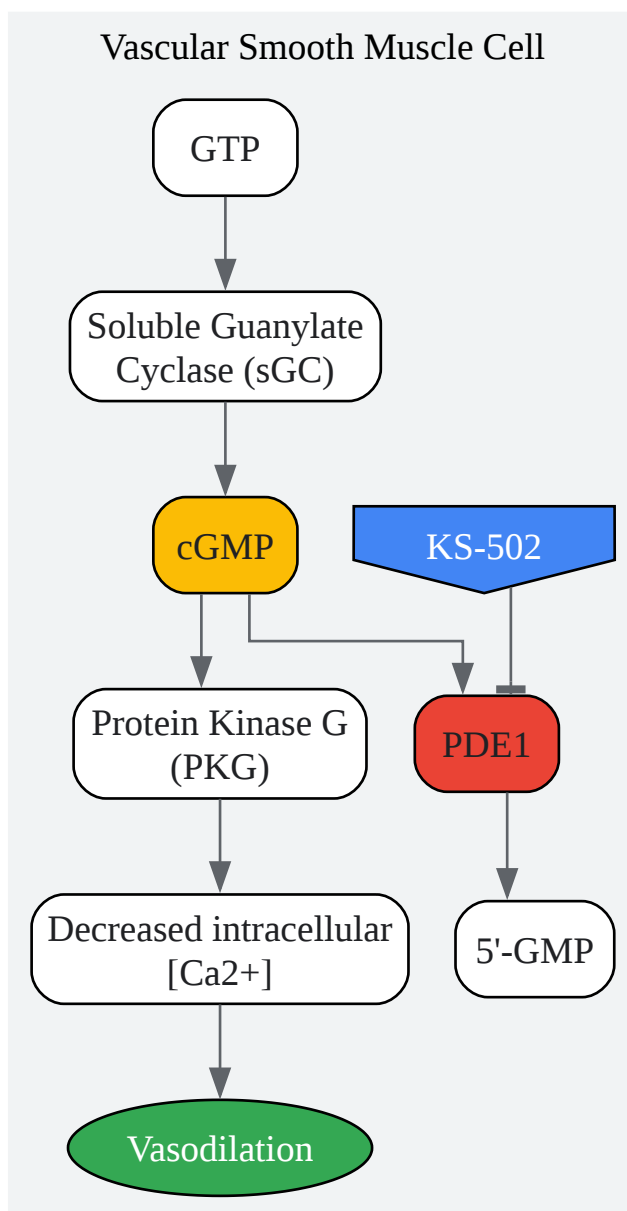 Vascular Smooth Muscle Cell
GTP
Soluble Guanylate
Cyclase (sGC)
cGMP
KS-502
Protein Kinase G
(PKG)
PDE1
Decreased intracellular
[Ca2+]
5'-GMP
Vasodilation